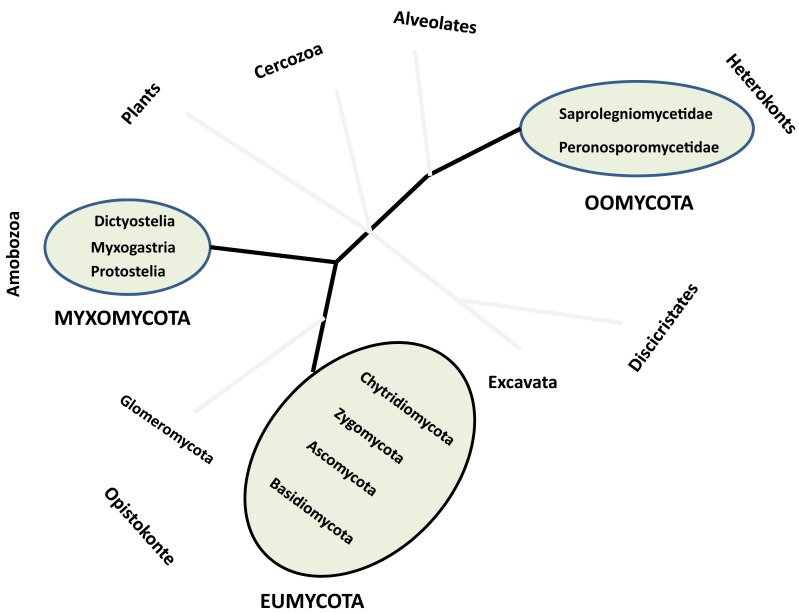 Alveolates
Cercozoa
Plants
Heterokonts
Saprolegniomycetidae
Peronosporomycetidae
OOMYCOTA
Amobozoa
Dictyostelia
Myxogastria
Protostelia
MYXOMYCOTA
Discicristates
Excavata
Glomeromycota
Opistokonte
Chytridiomycota
Zygomycota
Ascomycota
Basidiomycota
EUMYCOTA